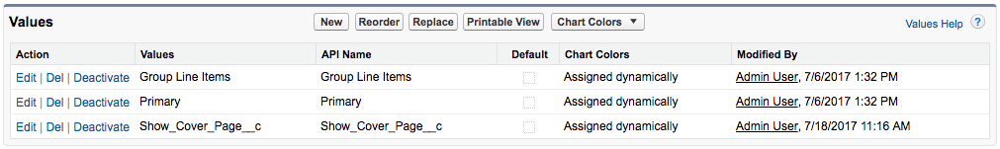 Values New Reorder Replace Printable View Chart Colors Values Help ?
Action Values API Name Default Chart Colors Modified By
Edit | Del | Deactivate Group Line Items Group Line Items Assigned dynamically Admin User, 7/6/2017 1:32 PM
Edit | Del | Deactivate Primary Primary Assigned dynamically Admin User, 7/6/2017 1:32 PM
Edit | Del | Deactivate Show_Cover_Page__c Show_Cover_Page__c Assigned dynamically Admin User, 7/18/2017 11:16 AM